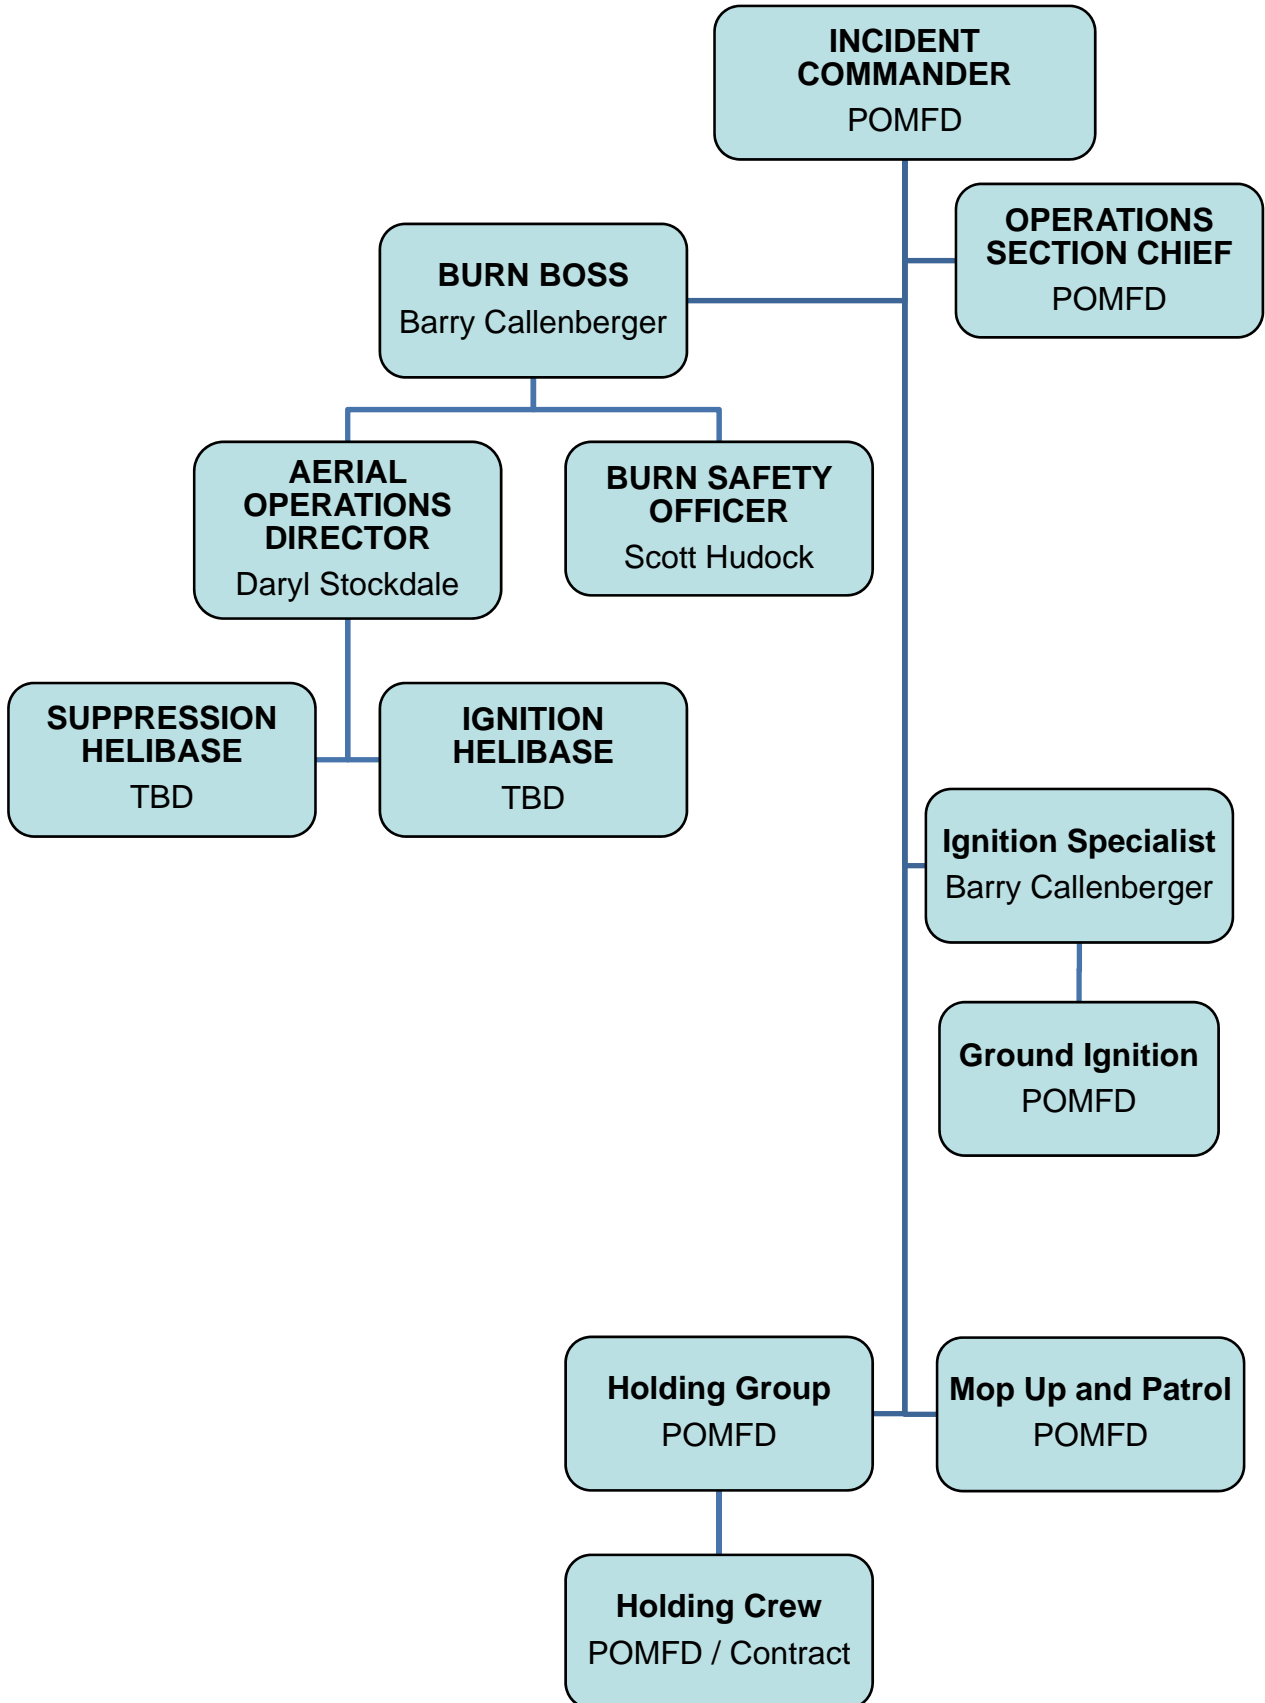 INCIDENT
COMMANDER
POMFD
OPERATIONS
SECTION CHIEF
POMFD
BURN BOSS
Barry Callenberger
AERIAL
OPERATIONS
DIRECTOR
Daryl Stockdale
BURN SAFETY
OFFICER
Scott Hudock
SUPPRESSION
HELIBASE
TBD
IGNITION
HELIBASE
TBD
Ignition Specialist
Barry Callenberger
Ground Ignition
POMFD
Holding Group
POMFD
Mop Up and Patrol
POMFD
Holding Crew
POMFD / Contract